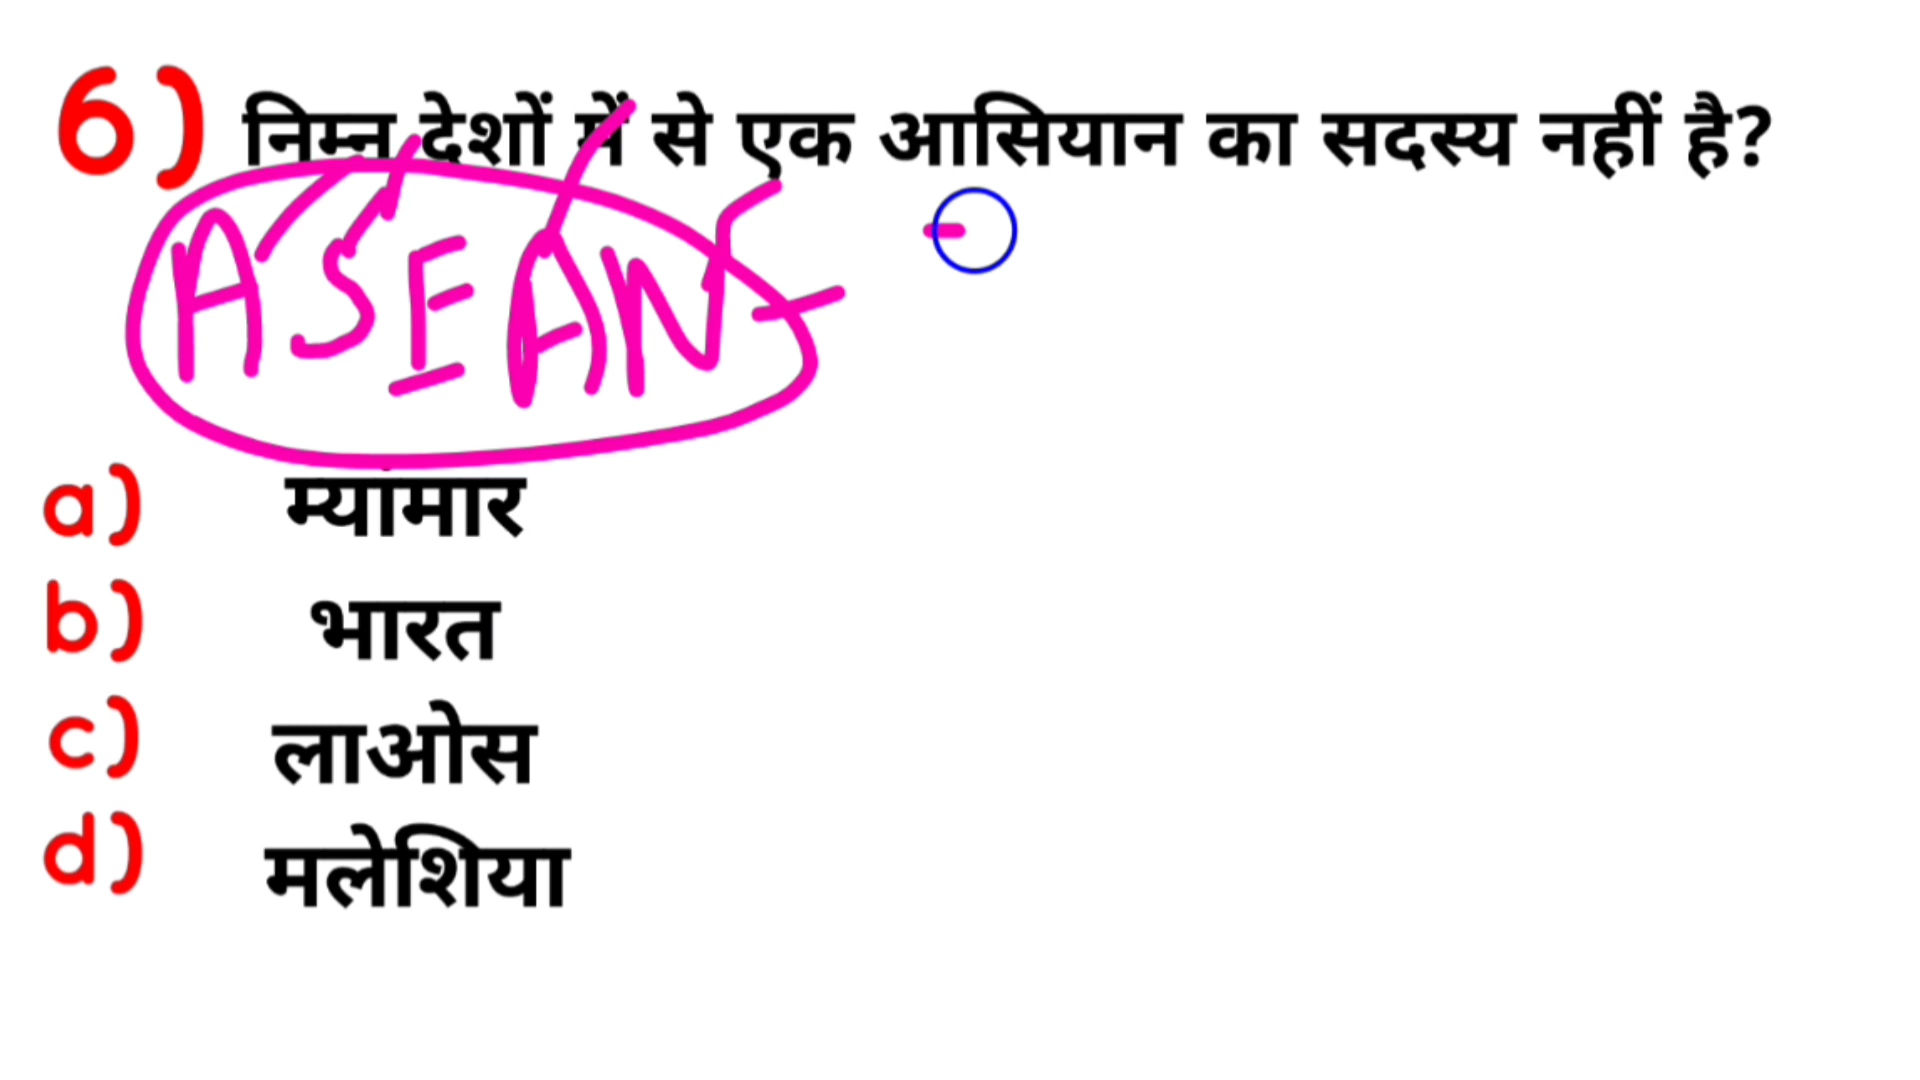 6) निम्न देशों में से एक आसियान का सदस्य नहीं है?
ASEAN
a) म्यांमार
b) भारत
c) लाओस
d) मलेशिया